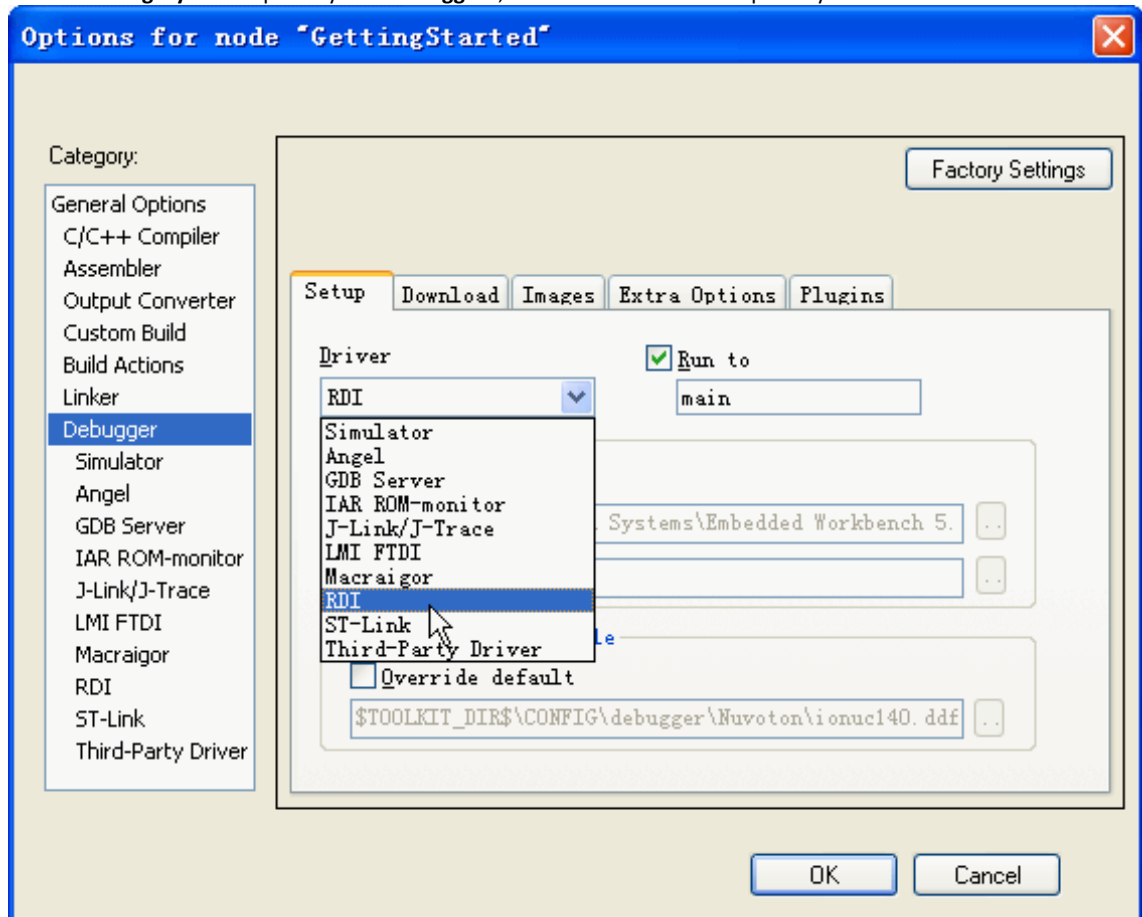 Options for node "GettingStarted"
Category:
Factory Settings
General Options
C/C++ Compiler
Assembler
Output Converter
Custom Build
Build Actions
Linker
Debugger
Simulator
Angel
GDB Server
IAR ROM-monitor
J-Link/J-Trace
LMI FTDI
Macraigor
RDI
ST-Link
Third-Party Driver
Setup Download Images Extra Options Plugins
Driver
Run to
RDI
main
Simulator
Angel
GDB Server
IAR ROM-monitor
J-Link/J-Trace
LMI FTDI
Macraigor
RDI
ST-Link
Third-Party Driver
Systems\Embedded Workbench 5.
..
..
Override default
$TOOLKIT_DIR$\CONFIG\debugger\Nuvoton\ionuc140.ddf
..
OK Cancel